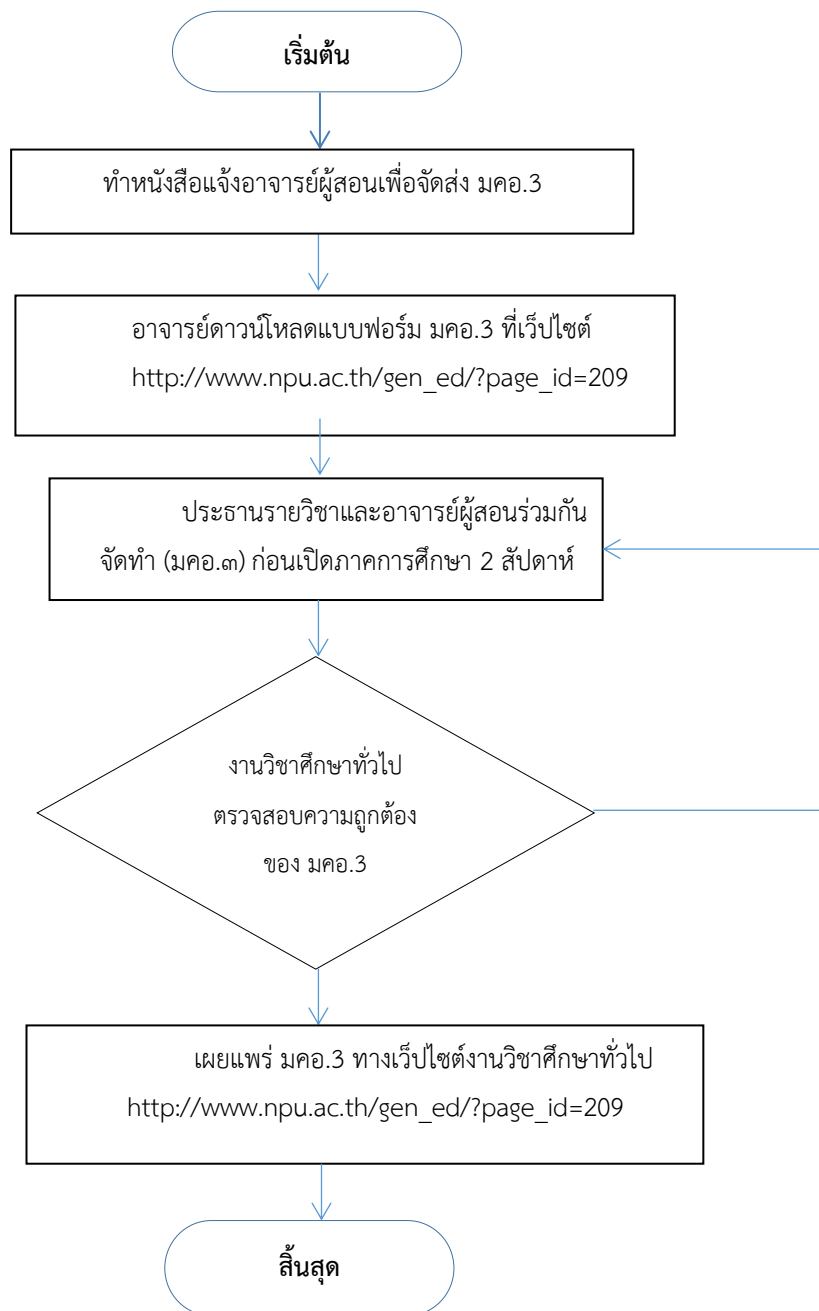 เริ่มต้น
ทำหนังสือแจ้งอาจารย์ผู้สอนเพื่อจัดส่ง มคอ.3
อาจารย์ดาวน์โหลดแบบฟอร์ม มคอ.3 ที่เว็ปไซต์
http://www.npu.ac.th/gen_ed/?page_id=209
ประธานรายวิชาและอาจารย์ผู้สอนร่วมกัน
จัดทำ (มคอ.๓) ก่อนเปิดภาคการศึกษา 2 สัปดาห์
งานวิชาศึกษาทั่วไป
ตรวจสอบความถูกต้อง
ของ มคอ.3
เผยแพร่ มคอ.3 ทางเว็ปไซต์งานวิชาศึกษาทั่วไป
http://www.npu.ac.th/gen_ed/?page_id=209
สิ้นสุด